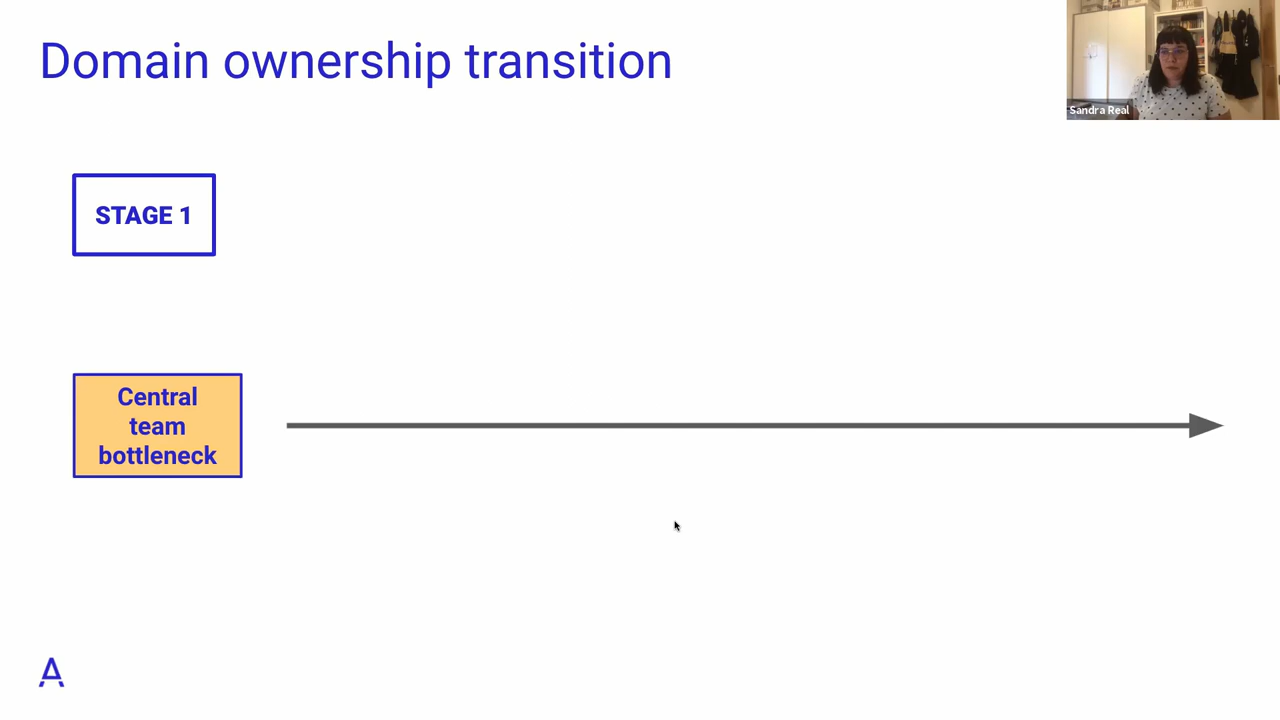 Domain ownership transition
Sandra Real
STAGE 1
Central
team
bottleneck